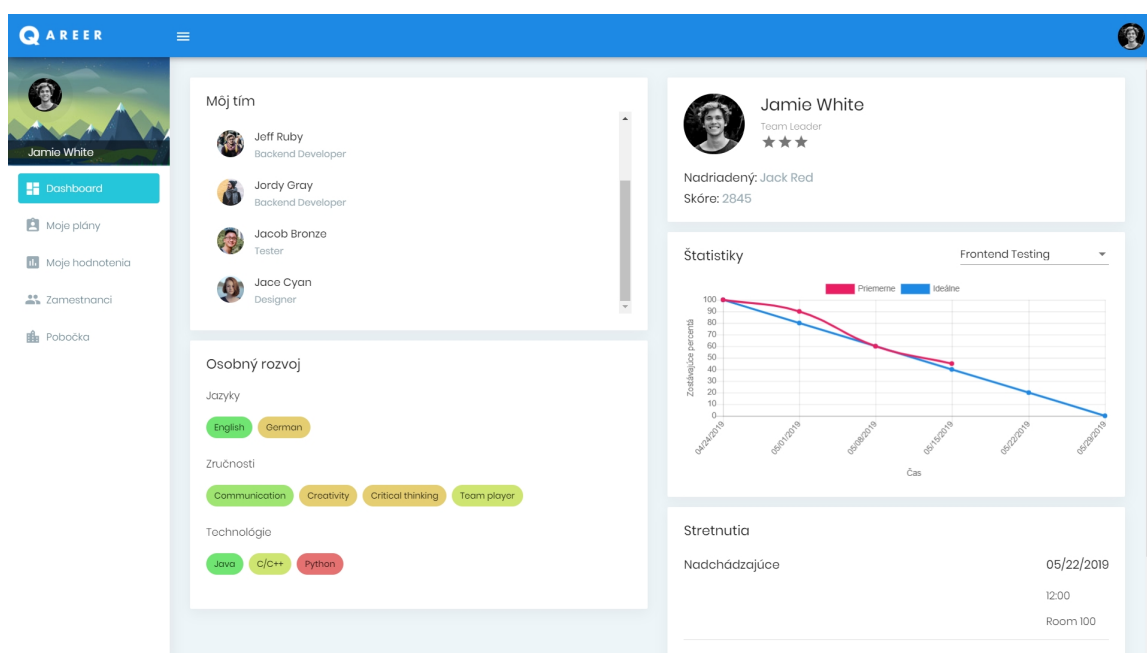 QAREER
Jamie White
Dashboard
Moje plány
Moje hodnotenia
Zamestnanci
Pobočka
Môj tím
Jeff Ruby
Backend Developer
Jordy Gray
Backend Developer
Jacob Bronze
Tester
Jace Cyan
Designer
Osobný rozvoj
Jazyky
English German
Zručnosti
Communication Creativity Critical thinking Team player
Technológie
Java C/C++ Python
Jamie White
Team Leader
Nadriadený: Jack Red
Skóre: 2845
Štatistiky
Frontend Testing
Priemerne Ideálne
Zostávajúce percentá
100
90
80
70
60
50
40
30
20
10
0
04/24/2019 05/01/2019 05/08/2019 05/15/2019 05/22/2019 05/29/2019
Čas
Stretnutia
Nadchádzajúce 05/22/2019
12:00
Room 100